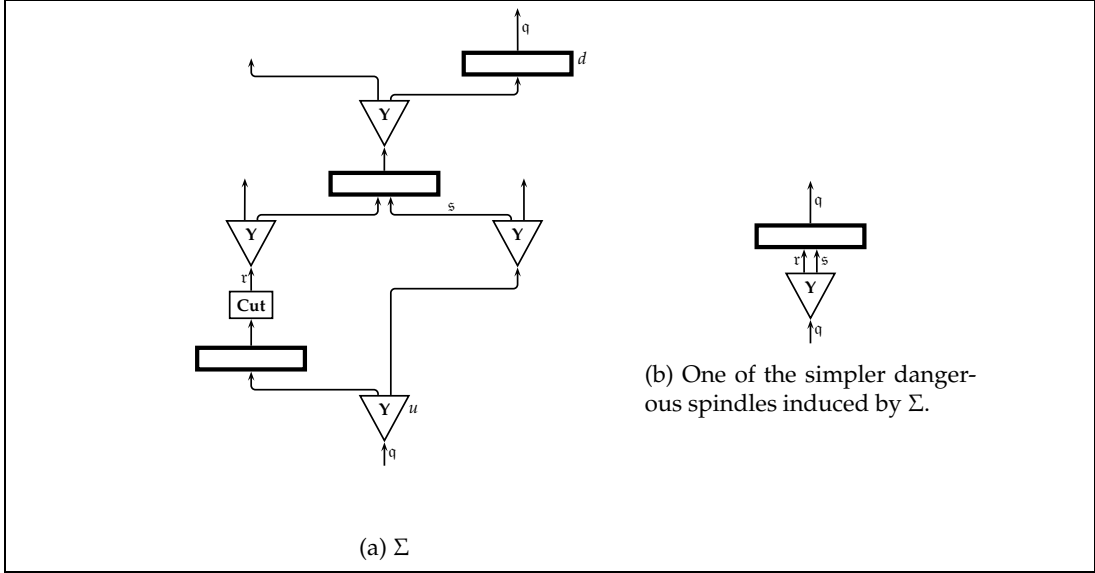 𝔮
d
Y
Y
𝔰
Y
𝔯
Cut
Y
u
𝔮
(a) Σ
𝔮
𝔯
𝔰
Y
𝔮
(b) One of the simpler danger-
ous spindles induced by Σ.